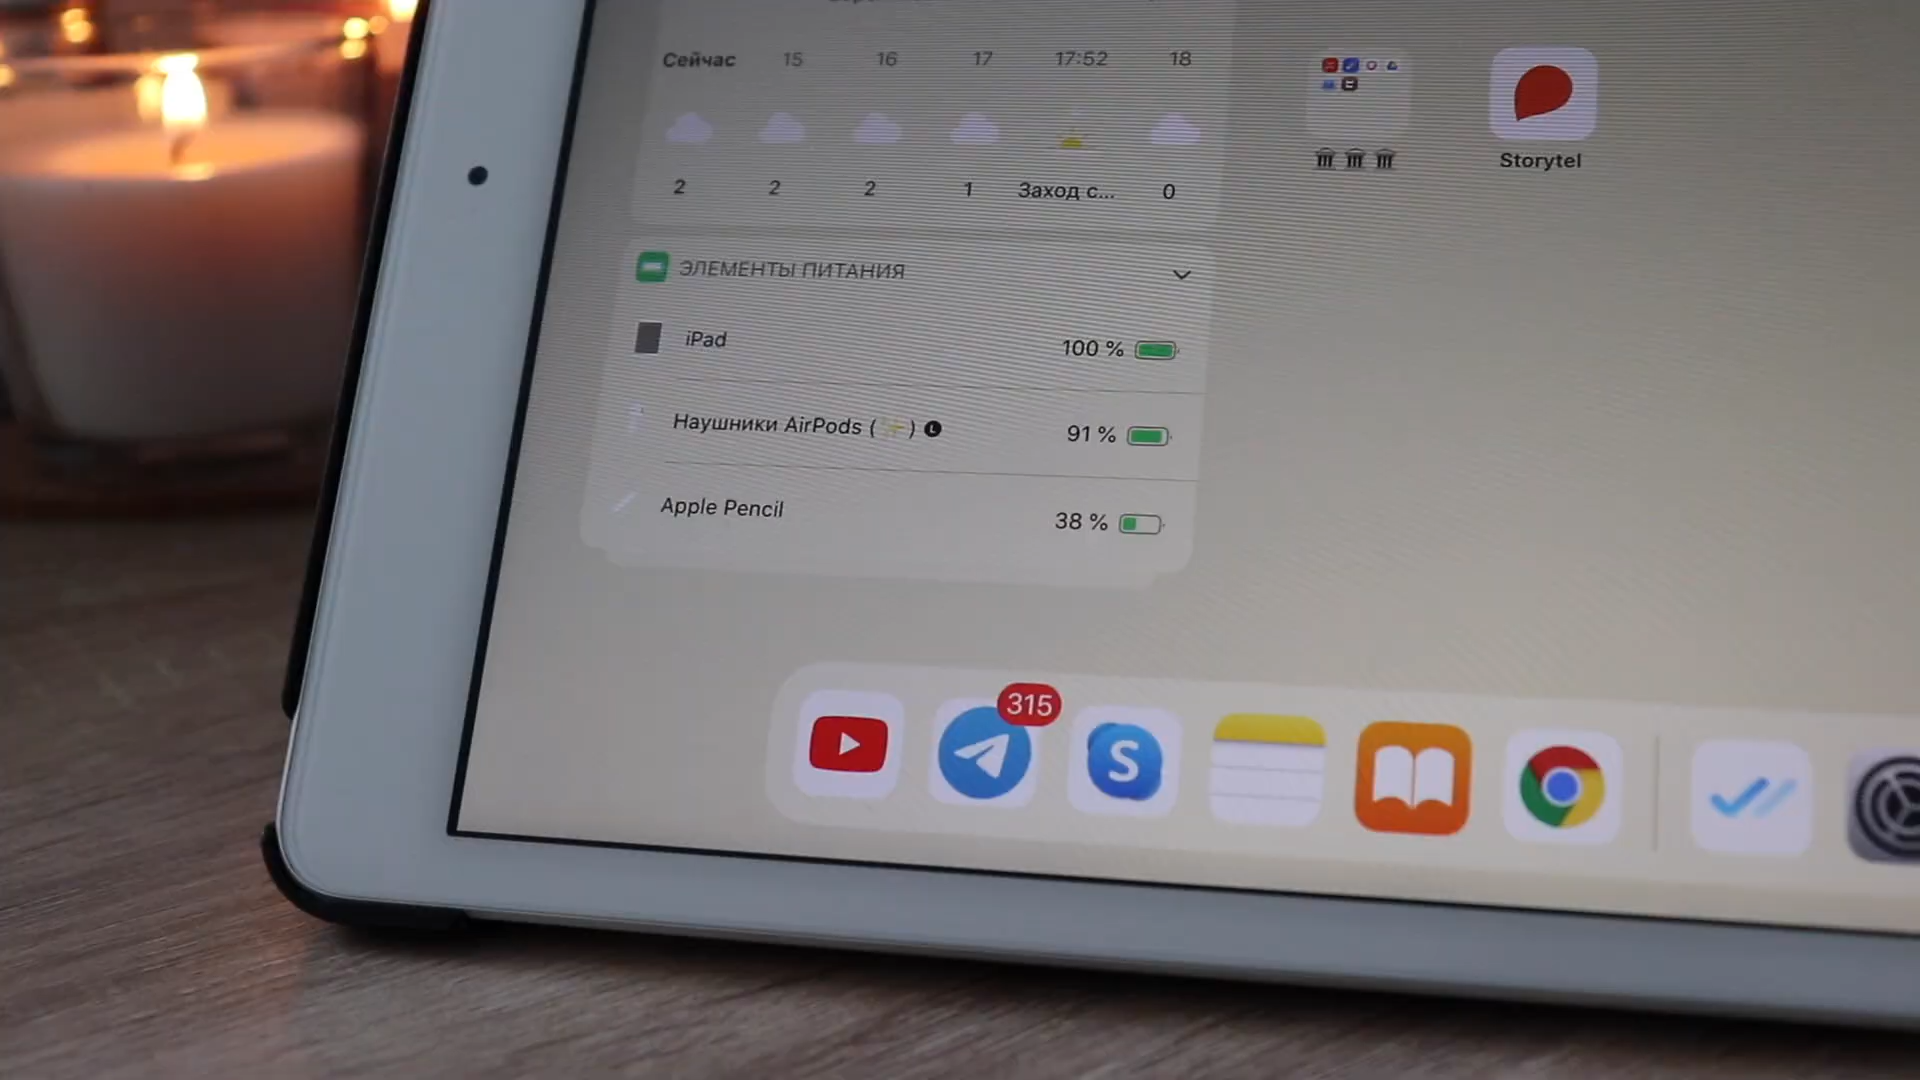 Сейчас 15 16 17 17:52 18
2 2 2 1 Заход с... 0
ЭЛЕМЕНТЫ ПИТАНИЯ
iPad 100 %
Наушники AirPods (✨) L 91 %
Apple Pencil 38 %
🏛 🏛 🏛 Storytel
315
S